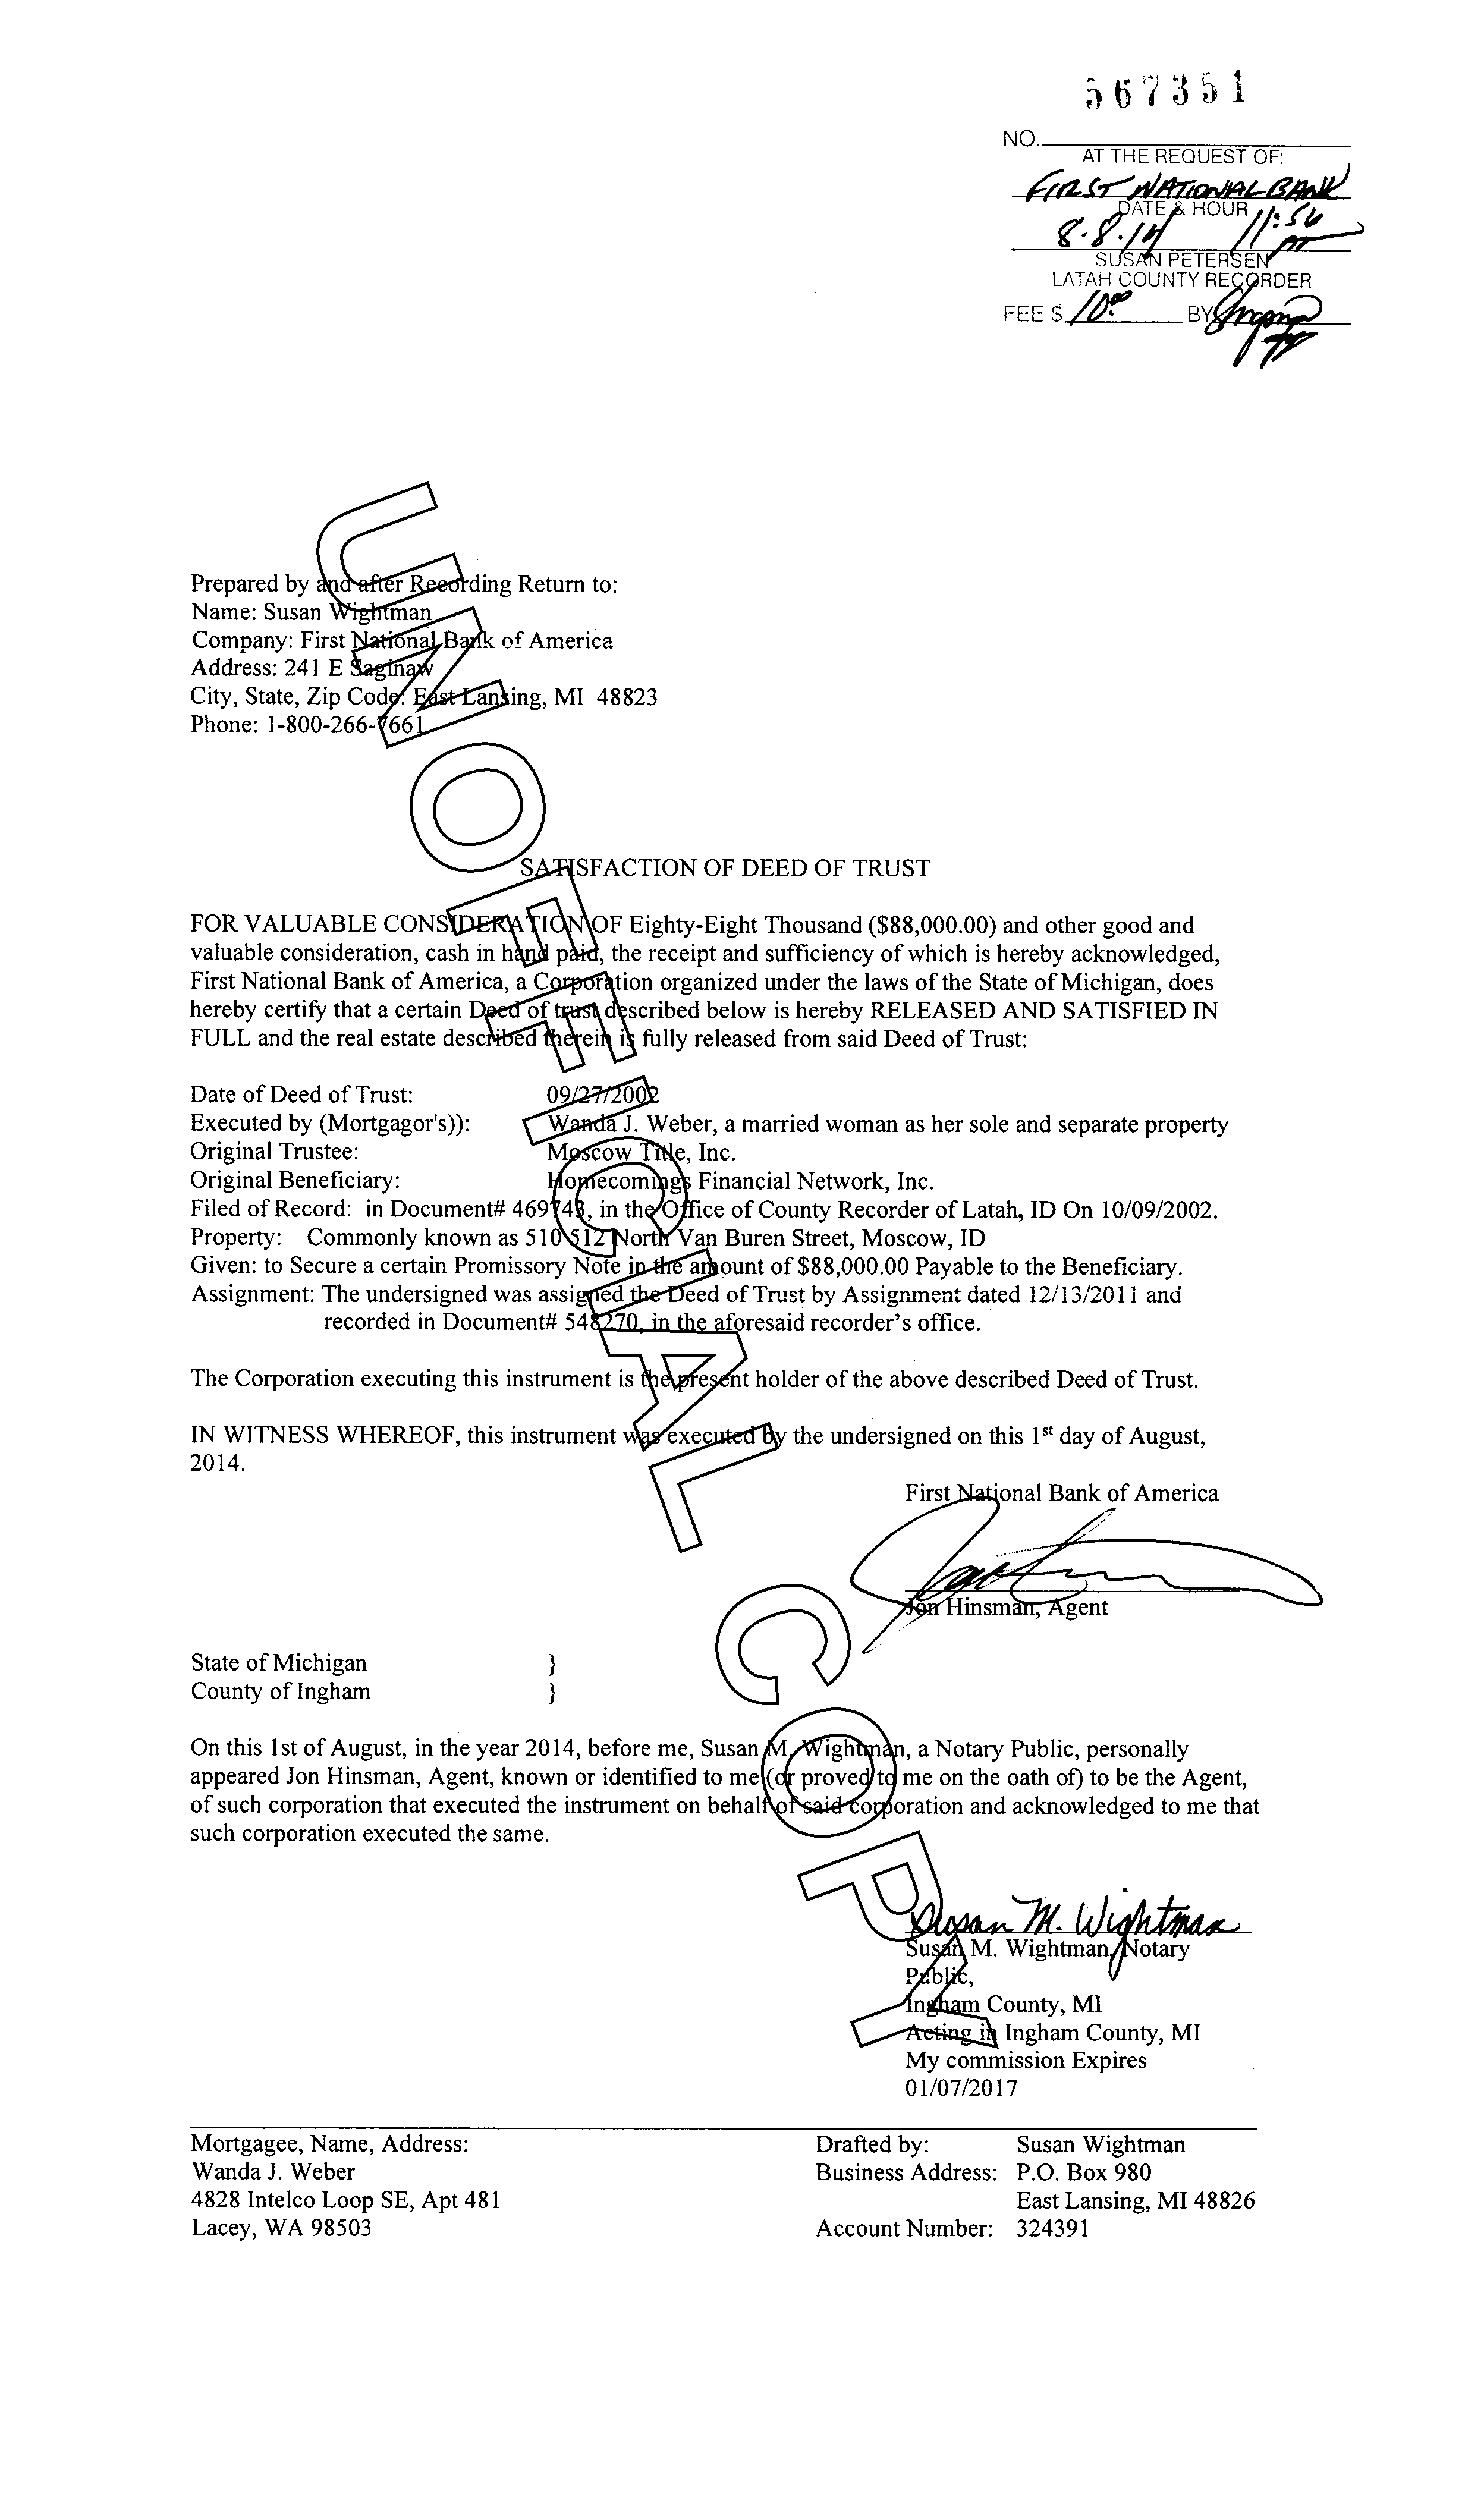 567351
NO.
AT THE REQUEST OF:
FIRST NATIONAL BANK
DATE & HOUR
8.8.14 11:56
SUSAN PETERSEN
LATAH COUNTY RECORDER
FEE $ 10.00 BY
Prepared by and after Recording Return to:
Name: Susan Wightman
Company: First National Bank of America
Address: 241 E Saginaw
City, State, Zip Code: East Lansing, MI 48823
Phone: 1-800-266-7661
SATISFACTION OF DEED OF TRUST
FOR VALUABLE CONSIDERATION OF Eighty-Eight Thousand ($88,000.00) and other good and
valuable consideration, cash in hand paid, the receipt and sufficiency of which is hereby acknowledged,
First National Bank of America, a Corporation organized under the laws of the State of Michigan, does
hereby certify that a certain Deed of trust described below is hereby RELEASED AND SATISFIED IN
FULL and the real estate described therein is fully released from said Deed of Trust:
Date of Deed of Trust: 09/27/2002
Executed by (Mortgagor's)): Wanda J. Weber, a married woman as her sole and separate property
Original Trustee: Moscow Title, Inc.
Original Beneficiary: Homecomings Financial Network, Inc.
Filed of Record: in Document# 469743, in the Office of County Recorder of Latah, ID On 10/09/2002.
Property: Commonly known as 510 512 North Van Buren Street, Moscow, ID
Given: to Secure a certain Promissory Note in the amount of $88,000.00 Payable to the Beneficiary.
Assignment: The undersigned was assigned the Deed of Trust by Assignment dated 12/13/2011 and
recorded in Document# 548270, in the aforesaid recorder's office.
The Corporation executing this instrument is the present holder of the above described Deed of Trust.
IN WITNESS WHEREOF, this instrument was executed by the undersigned on this 1st day of August,
2014.
First National Bank of America
Jon Hinsman, Agent
State of Michigan }
County of Ingham }
On this 1st of August, in the year 2014, before me, Susan M. Wightman, a Notary Public, personally
appeared Jon Hinsman, Agent, known or identified to me (or proved to me on the oath of) to be the Agent,
of such corporation that executed the instrument on behalf of said corporation and acknowledged to me that
such corporation executed the same.
Susan M. Wightman
Susan M. Wightman, Notary
Public,
Ingham County, MI
Acting in Ingham County, MI
My commission Expires
01/07/2017
Mortgagee, Name, Address:
Wanda J. Weber
4828 Intelco Loop SE, Apt 481
Lacey, WA 98503
Drafted by: Susan Wightman
Business Address: P.O. Box 980
East Lansing, MI 48826
Account Number: 324391
UNOFFICIAL COPY